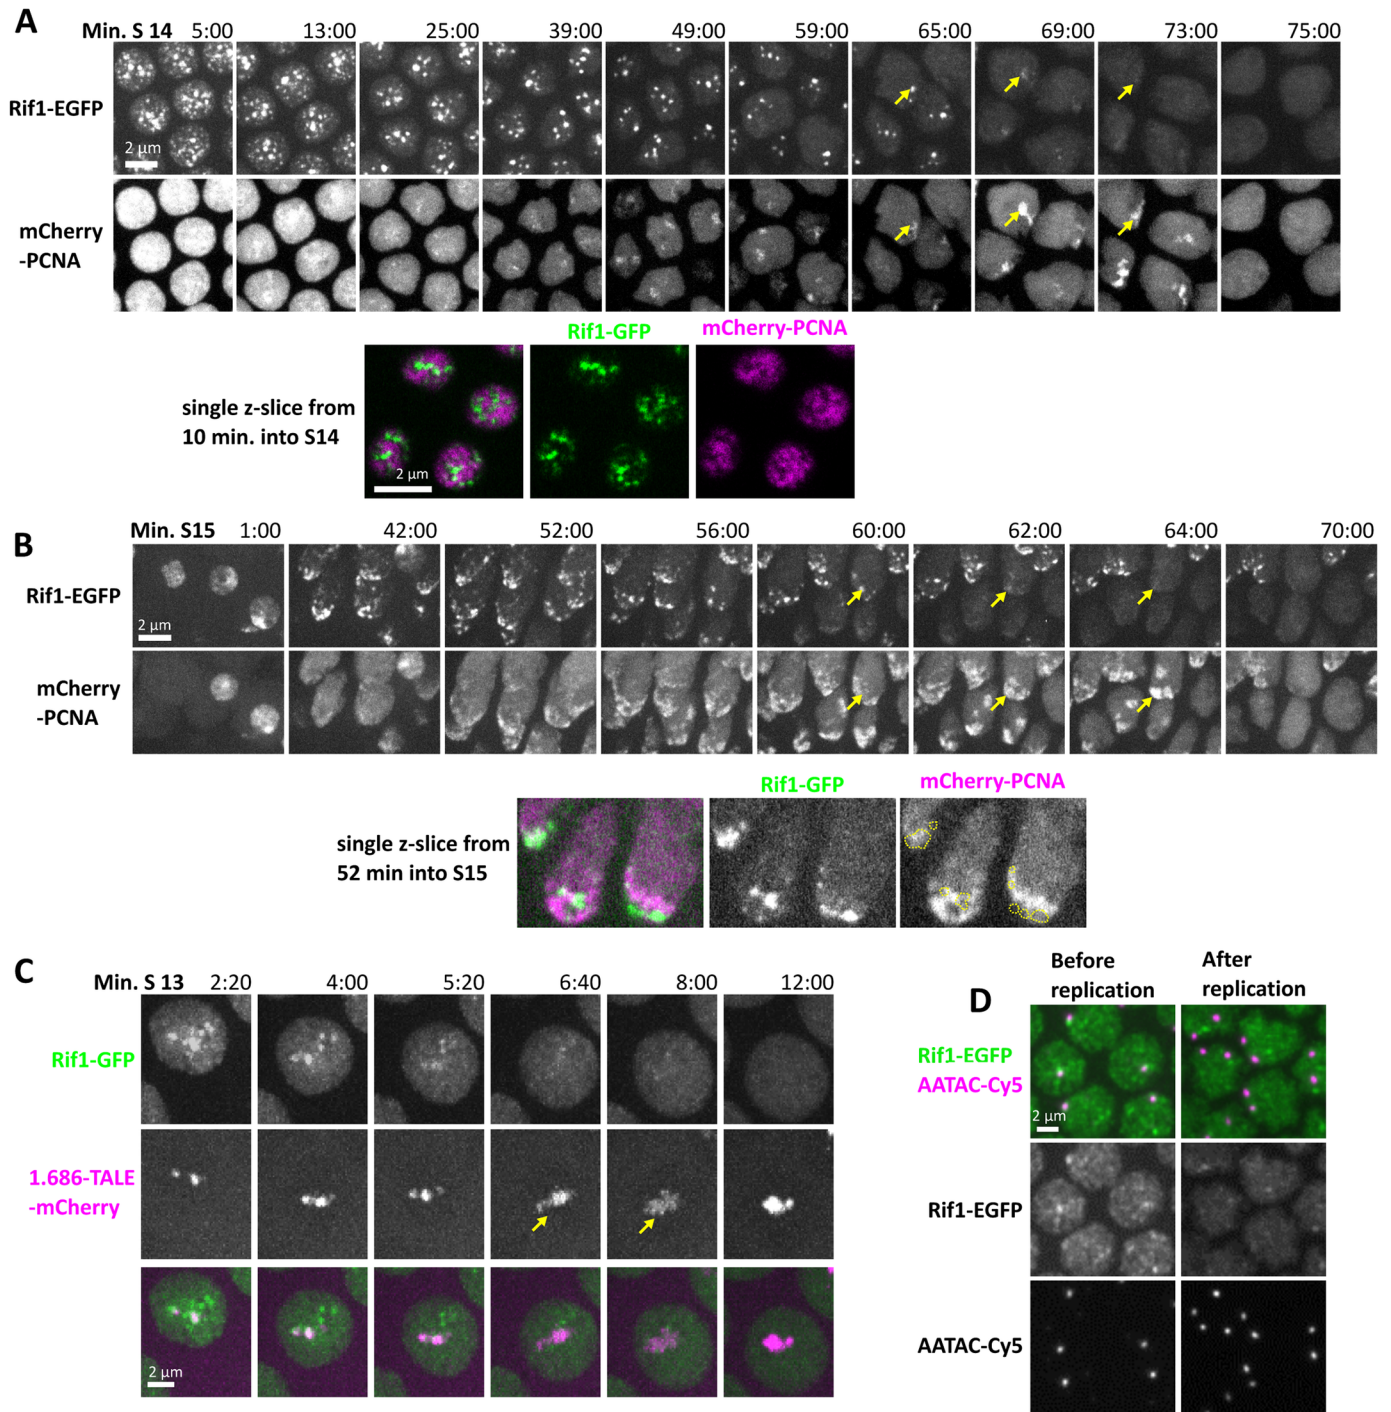 A
Min. S 14 5:00 13:00 25:00 39:00 49:00 59:00 65:00 69:00 73:00 75:00
Rif1-EGFP
2 μm
mCherry
-PCNA
Rif1-GFP mCherry-PCNA
single z-slice from
10 min. into S14
2 μm
B
Min. S15 1:00 42:00 52:00 56:00 60:00 62:00 64:00 70:00
Rif1-EGFP
2 μm
mCherry
-PCNA
Rif1-GFP mCherry-PCNA
single z-slice from
52 min into S15
C
Min. S 13 2:20 4:00 5:20 6:40 8:00 12:00
Rif1-GFP
1.686-TALE
-mCherry
2 μm
D
Before
replication
After
replication
Rif1-EGFP
AATAC-Cy5
2 μm
Rif1-EGFP
AATAC-Cy5